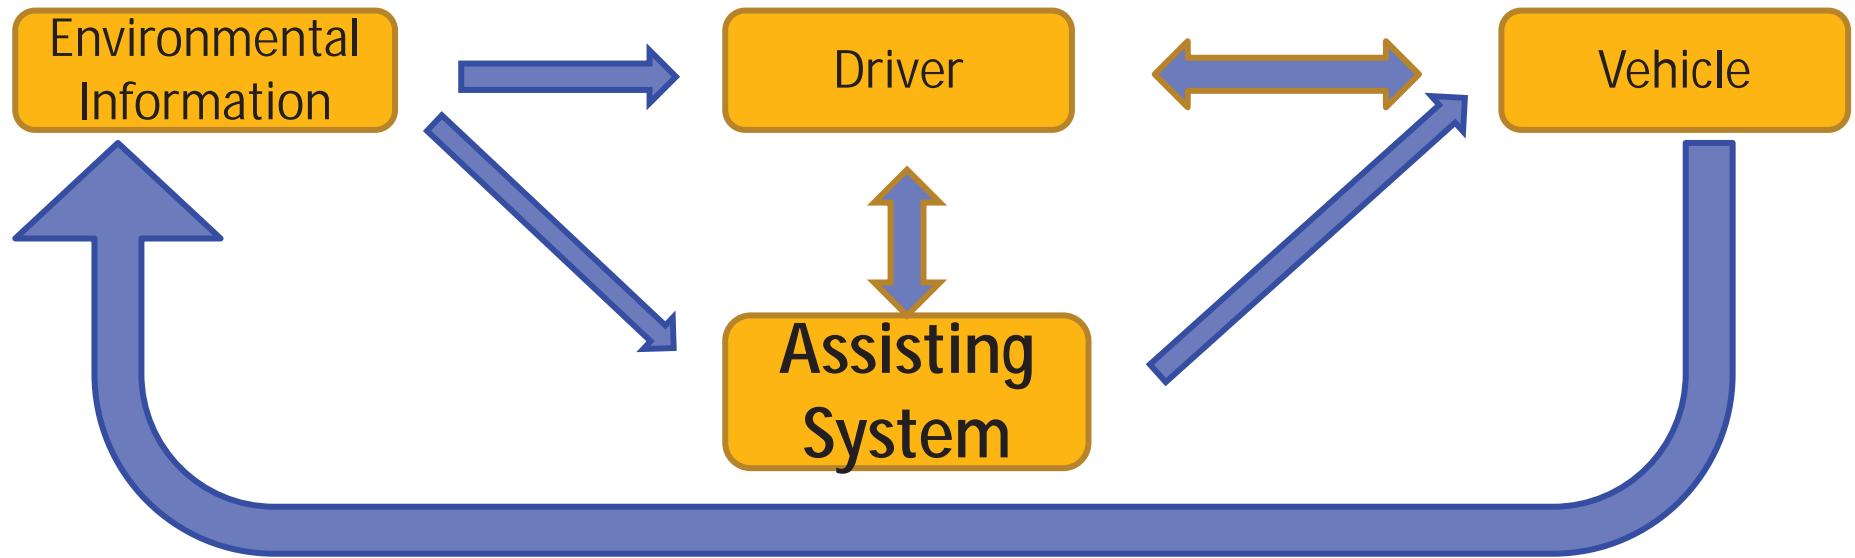 Environmental
Information
Driver
Vehicle
Assisting
System